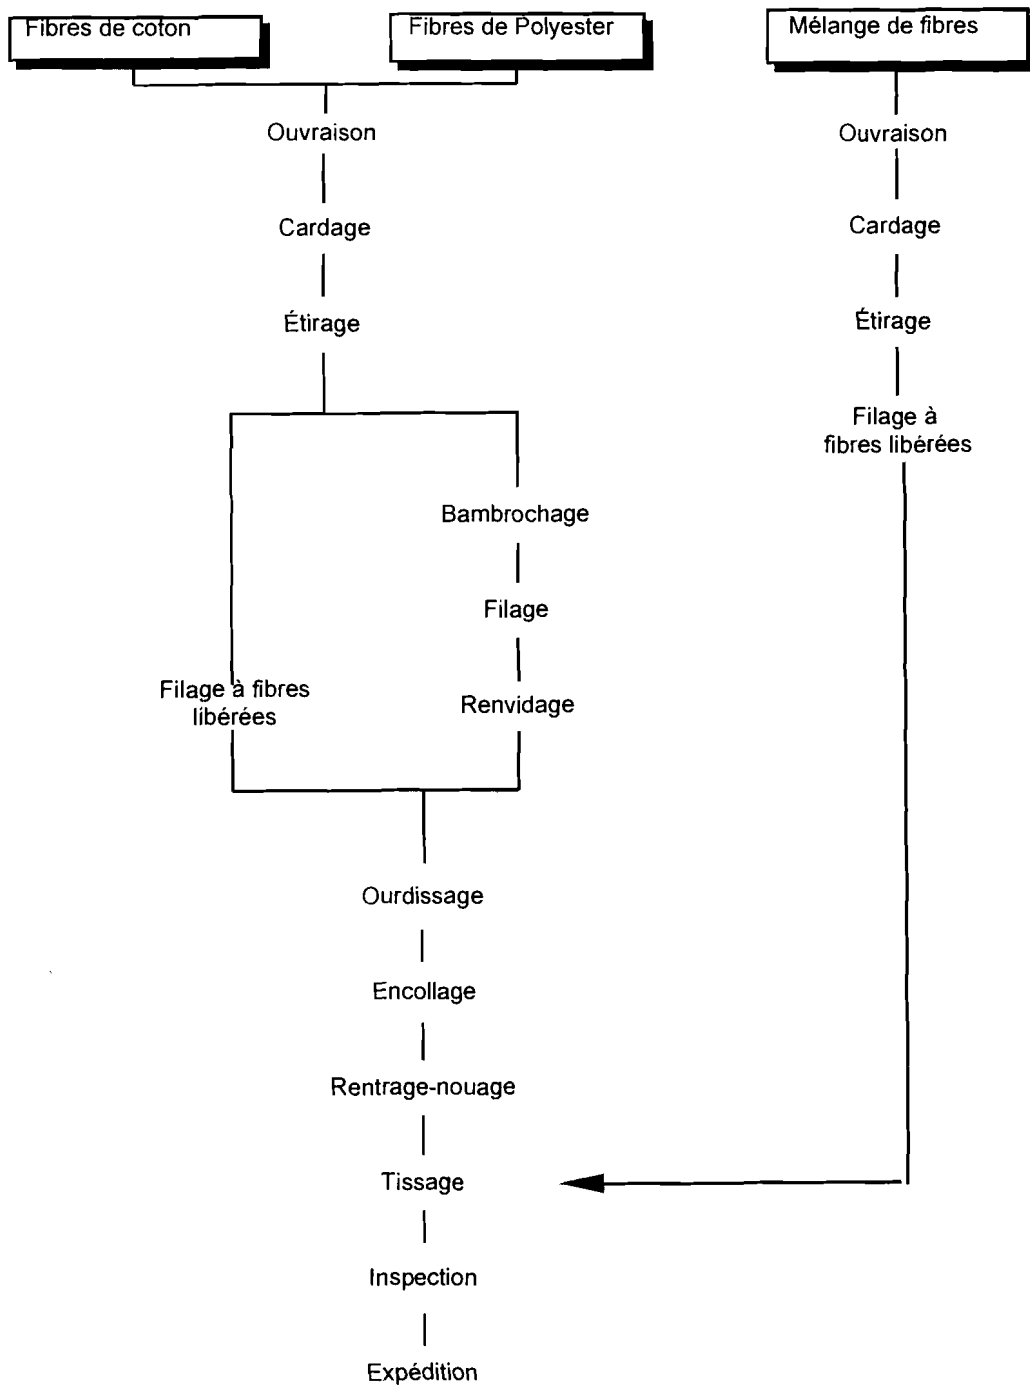 Fibres de coton
Fibres de Polyester
Mélange de fibres
Ouvraison
Ouvraison
Cardage
Cardage
Étirage
Étirage
Filage à
fibres libérées
Bambrochage
Filage
Filage à fibres
libérées
Renvidage
Ourdissage
Encollage
Rentrage-nouage
Tissage
Inspection
Expédition